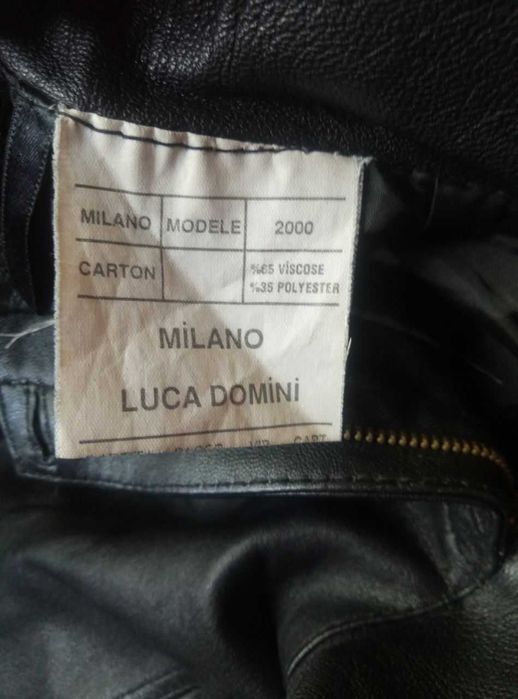 MILANO MODELE 2000
CARTON %65 VİSCOSE
%35 POLYESTER
MİLANO
LUCA DOMİNİ